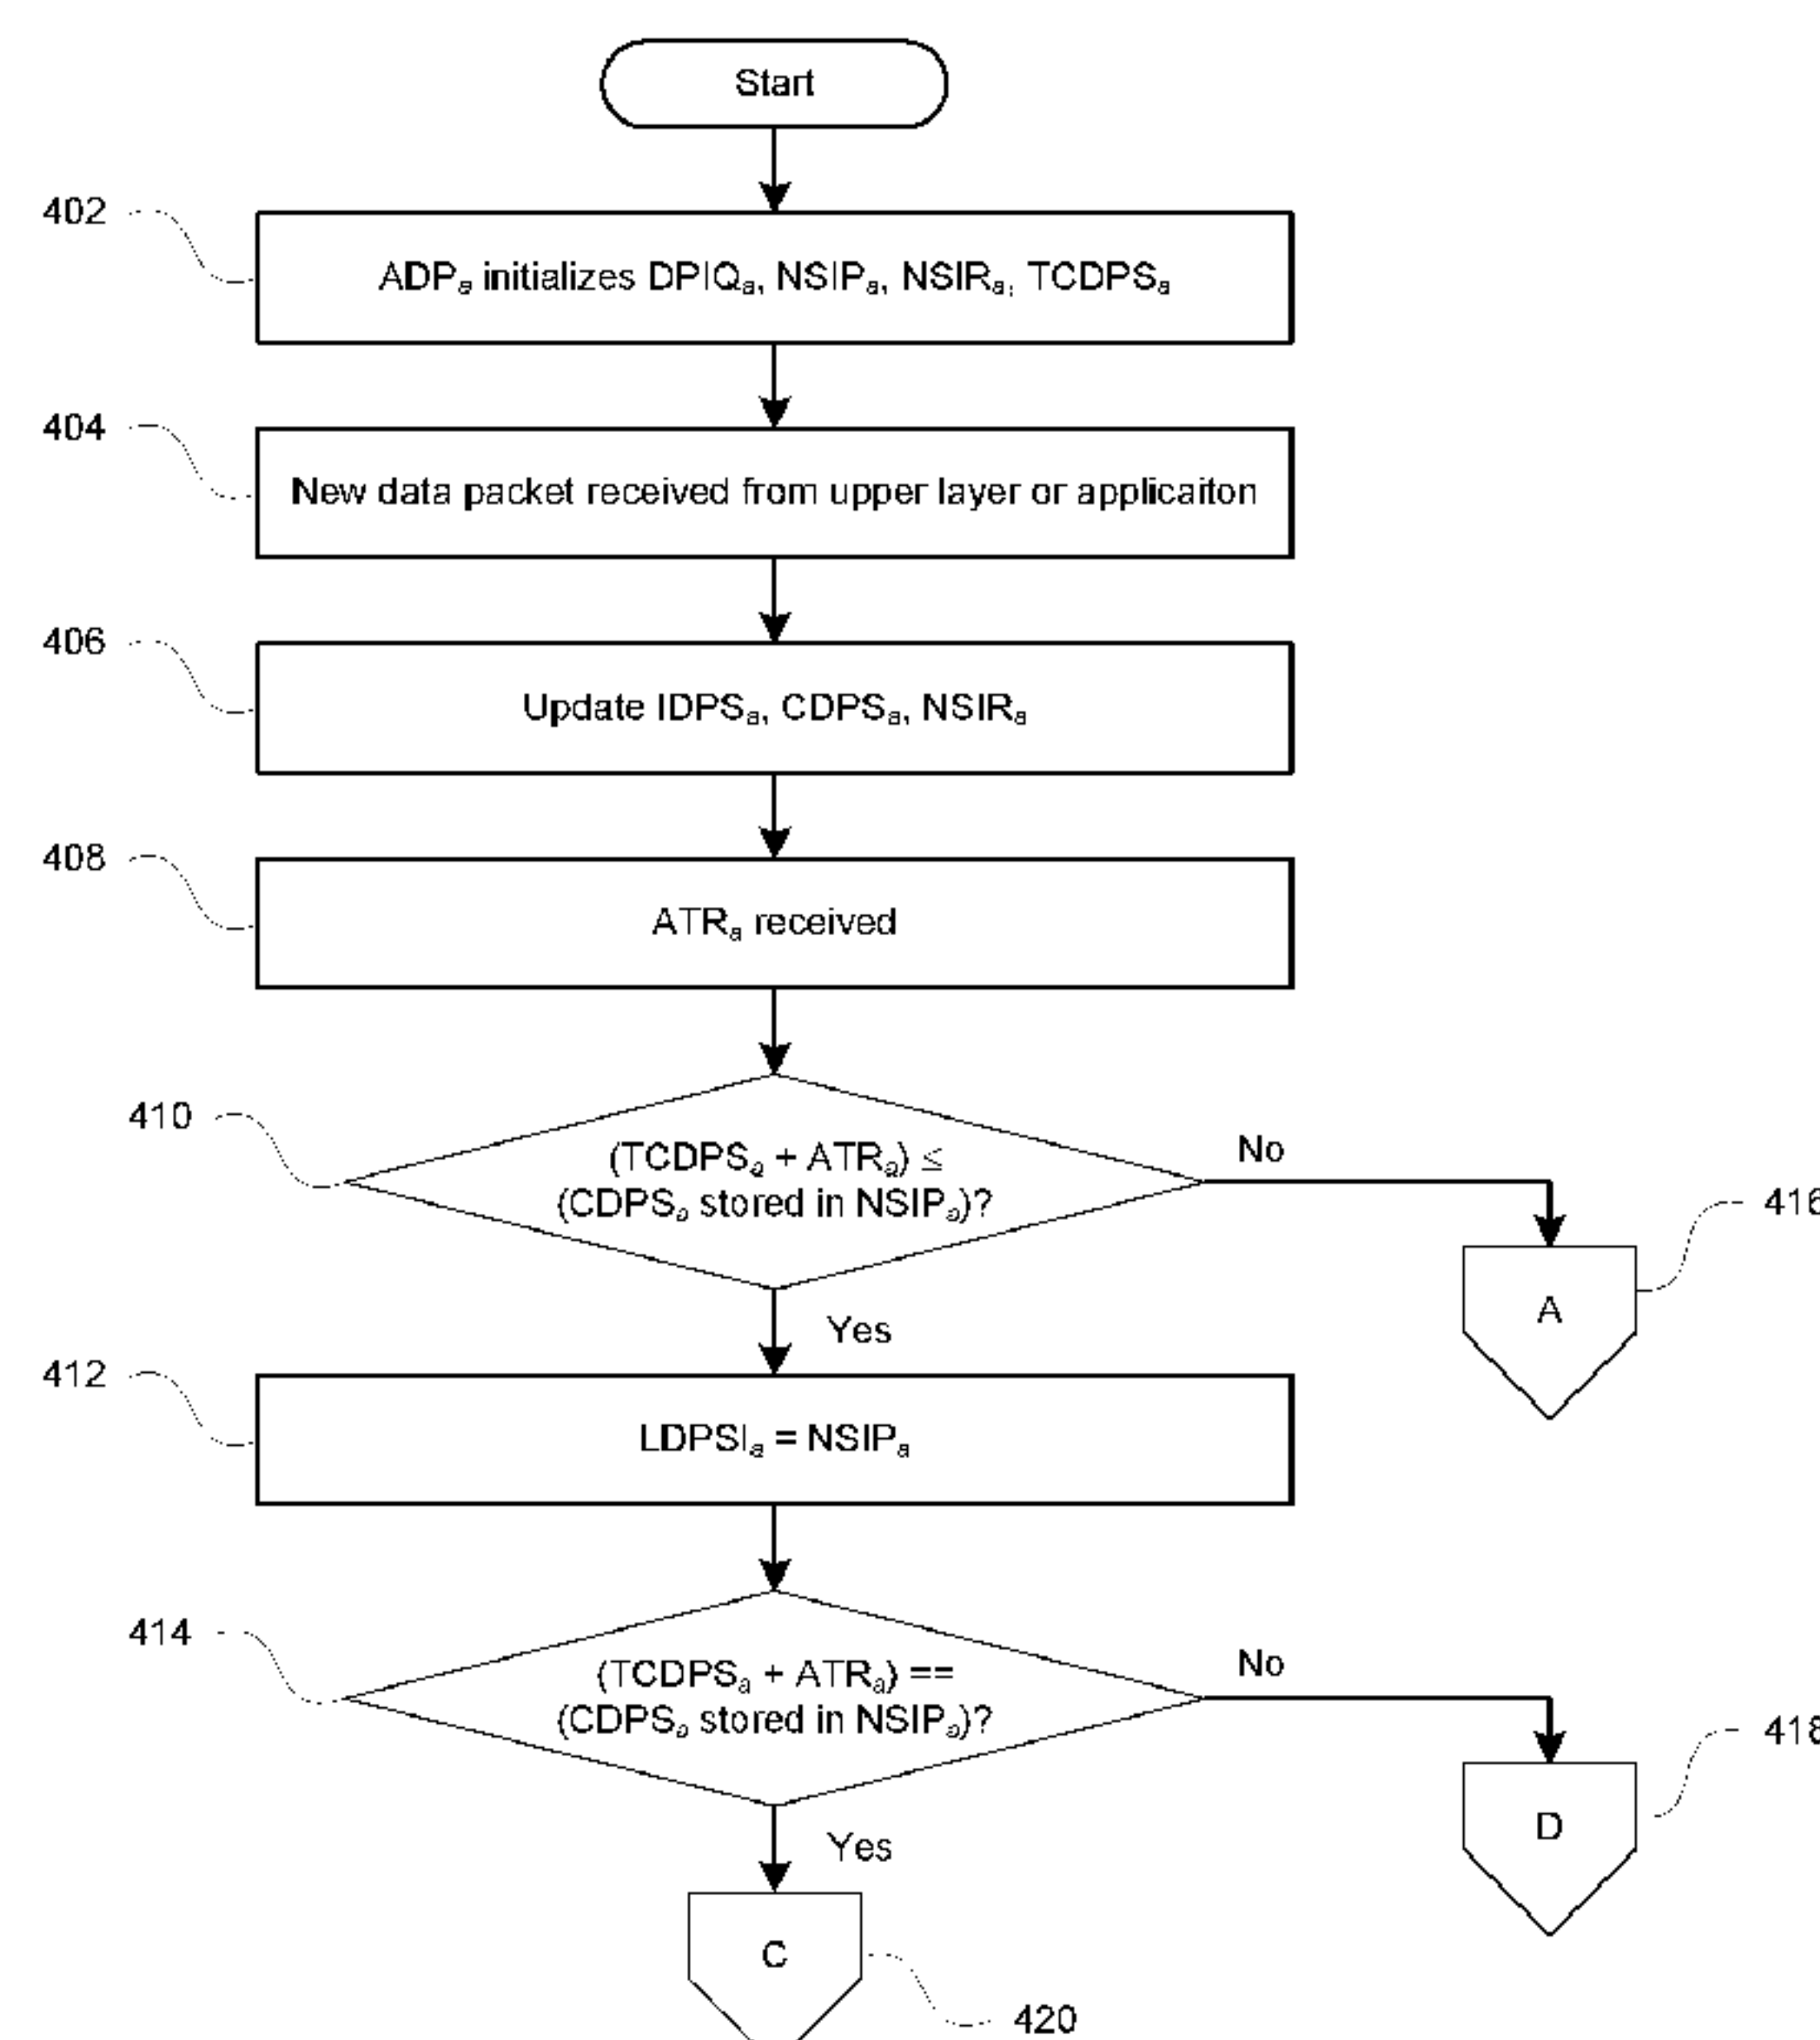 Start
402
ADPa initializes DPIQa, NSIPa, NSIRa, TCDPSa
404
New data packet received from upper layer or applicaiton
406
Update IDPSa, CDPSa, NSIRa
408
ATRa received
410
(TCDPSa + ATRa) ≤
(CDPSa stored in NSIPa)?
No
416
A
Yes
412
LDPSIa = NSIPa
414
(TCDPSa + ATRa) ==
(CDPSa stored in NSIPa)?
No
418
D
Yes
C
420